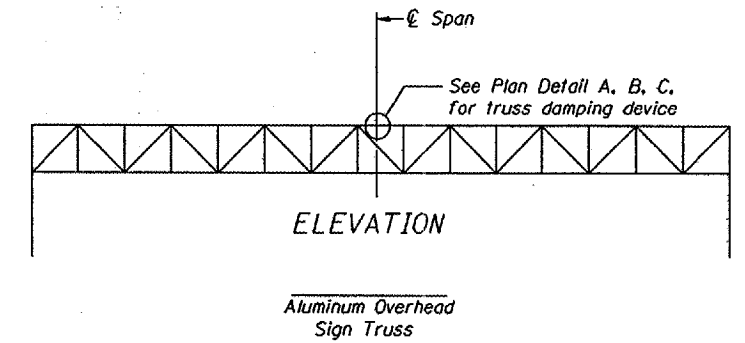 ℄ Span
See Plan Detail A, B, C,
for truss damping device
ELEVATION
Aluminum Overhead
Sign Truss